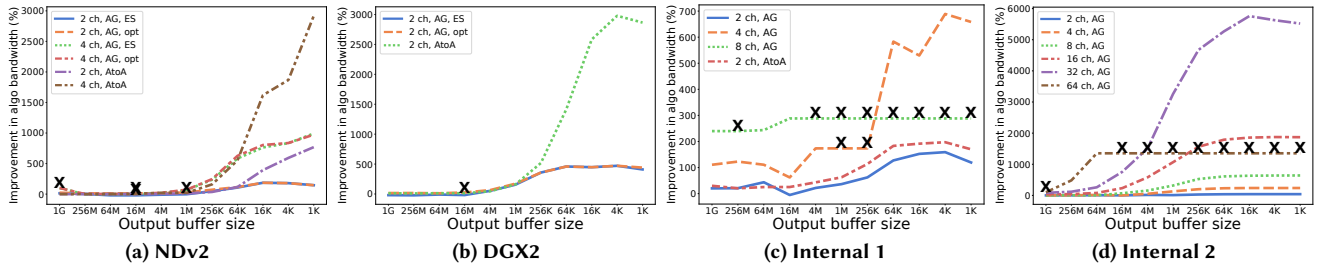 Improvement in algo bandwidth (%)
3000
2500
2000
1500
1000
500
0
2 ch, AG, ES
2 ch, AG, opt
4 ch, AG, ES
4 ch, AG, opt
2 ch, AtoA
4 ch, AtoA
X X X X
1G 256M 64M 16M 4M 1M 256K 64K 16K 4K 1K
Output buffer size
(a) NDv2
Improvement in algo bandwidth (%)
3000
2500
2000
1500
1000
500
0
2 ch, AG, ES
2 ch, AG, opt
2 ch, AtoA
X
1G 256M 64M 16M 4M 1M 256K 64K 16K 4K 1K
Output buffer size
(b) DGX2
Improvement in algo bandwidth (%)
700
600
500
400
300
200
100
0
2 ch, AG
4 ch, AG
8 ch, AG
2 ch, AtoA
X X X X X X X X
X X
1G 256M 64M 16M 4M 1M 256K 64K 16K 4K 1K
Output buffer size
(c) Internal 1
Improvement in algo bandwidth (%)
6000
5000
4000
3000
2000
1000
0
2 ch, AG
4 ch, AG
8 ch, AG
16 ch, AG
32 ch, AG
64 ch, AG
X X X X X X X X
X
1G 256M 64M 16M 4M 1M 256K 64K 16K 4K 1K
Output buffer size
(d) Internal 2